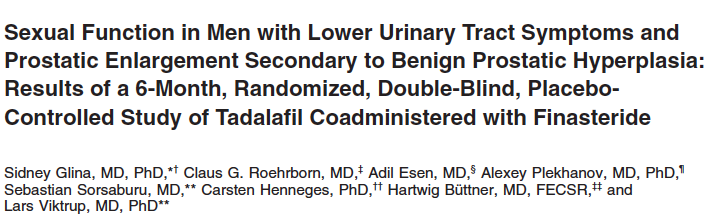 Sexual Function in Men with Lower Urinary Tract Symptoms and
Prostatic Enlargement Secondary to Benign Prostatic Hyperplasia:
Results of a 6-Month, Randomized, Double-Blind, Placebo-
Controlled Study of Tadalafil Coadministered with Finasteride
Sidney Glina, MD, PhD,*† Claus G. Roehrborn, MD,‡ Adil Esen, MD,§ Alexey Plekhanov, MD, PhD,¶
Sebastian Sorsaburu, MD,** Carsten Henneges, PhD,†† Hartwig Büttner, MD, FECSR,‡‡ and
Lars Viktrup, MD, PhD**